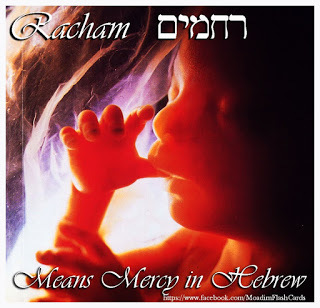 Racham רחמים
Means Mercy in Hebrew
https://www.facebook.com/MoadimFlashCards